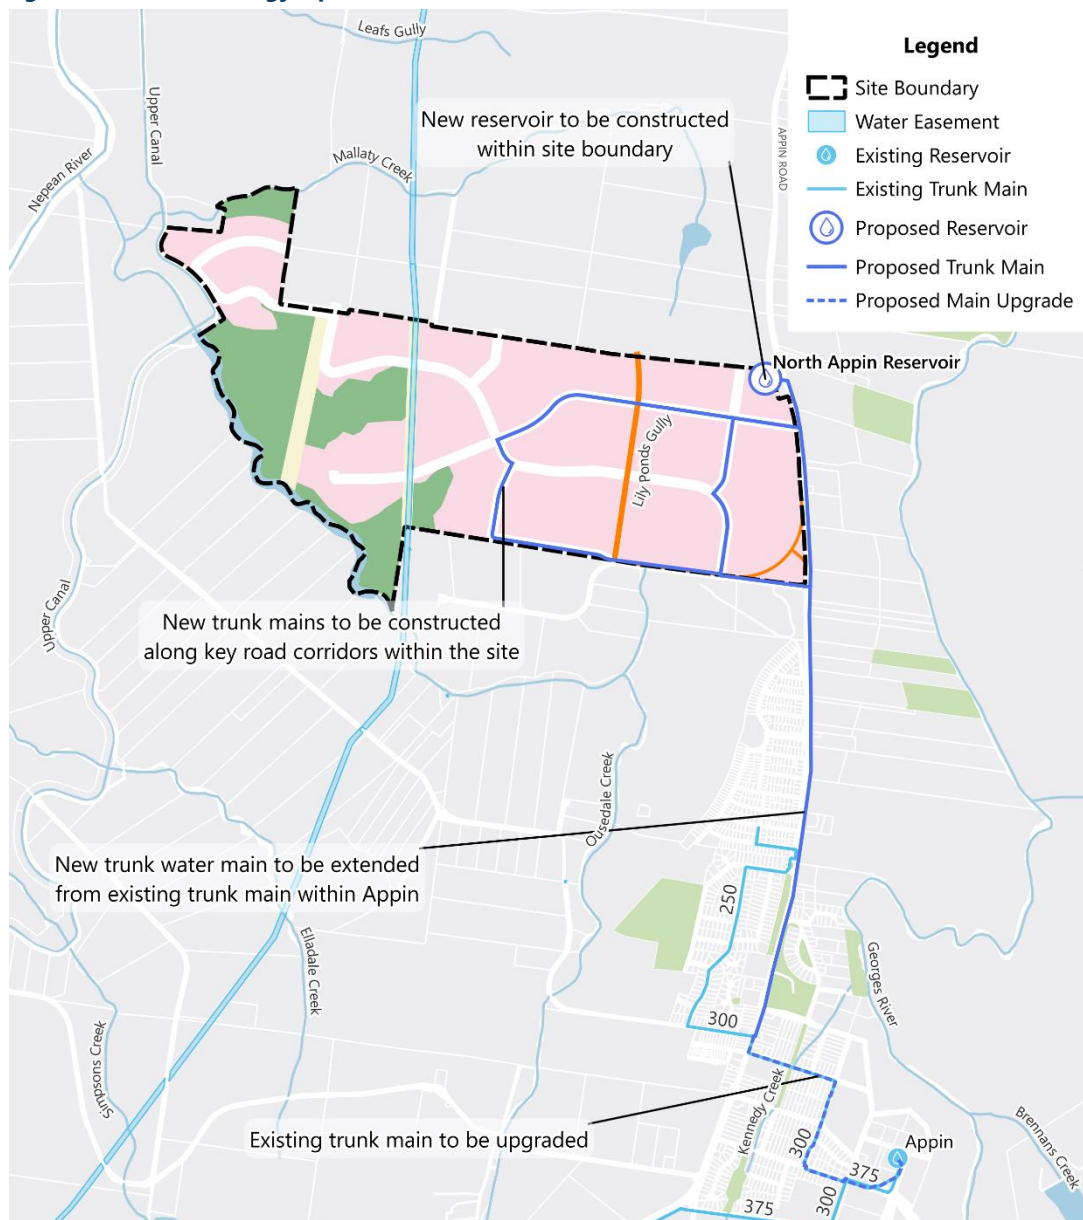 Leafs Gully
Legend
Site Boundary
Water Easement
Existing Reservoir
Existing Trunk Main
Proposed Reservoir
Proposed Trunk Main
Proposed Main Upgrade
Upper Canal
New reservoir to be constructed
within site boundary
APPIN ROAD
Nepean River
Mallaty Creek
North Appin Reservoir
Lily Ponds Gully
Upper Canal
New trunk mains to be constructed
along key road corridors within the site
Ousedale Creek
New trunk water main to be extended
from existing trunk main within Appin
250
Elladale Creek
Georges River
300
Simpsons Creek
Kennedy Creek
Existing trunk main to be upgraded
300
Appin
Brennans Creek
375
300
375